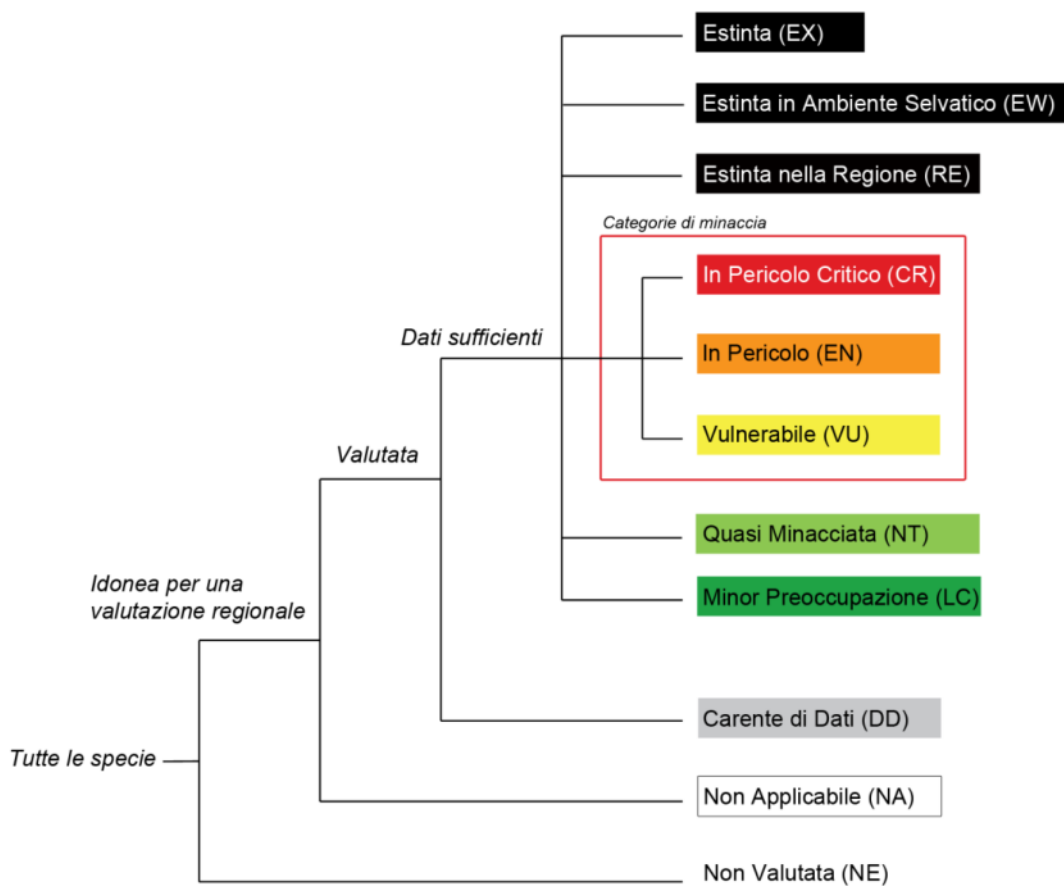 Estinta (EX)
Estinta in Ambiente Selvatico (EW)
Estinta nella Regione (RE)
Categorie di minaccia
In Pericolo Critico (CR)
Dati sufficienti
In Pericolo (EN)
Vulnerabile (VU)
Valutata
Quasi Minacciata (NT)
Idonea per una
valutazione regionale
Minor Preoccupazione (LC)
Carente di Dati (DD)
Tutte le specie
Non Applicabile (NA)
Non Valutata (NE)